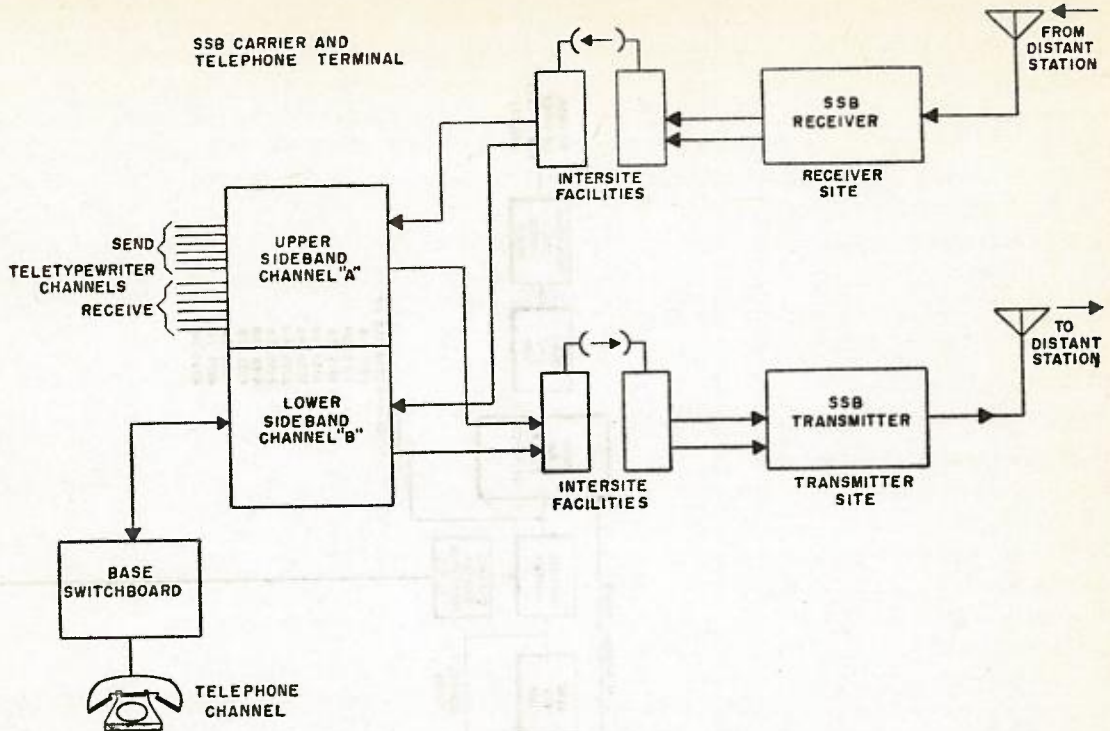 SSB CARRIER AND
TELEPHONE TERMINAL
FROM
DISTANT
STATION
SSB
RECEIVER
INTERSITE
FACILITIES
RECEIVER
SITE
SEND
TELETYPEWRITER
CHANNELS
RECEIVE
UPPER
SIDEBAND
CHANNEL "A"
TO
DISTANT
STATION
LOWER
SIDEBAND
CHANNEL "B"
SSB
TRANSMITTER
INTERSITE
FACILITIES
TRANSMITTER
SITE
BASE
SWITCHBOARD
TELEPHONE
CHANNEL